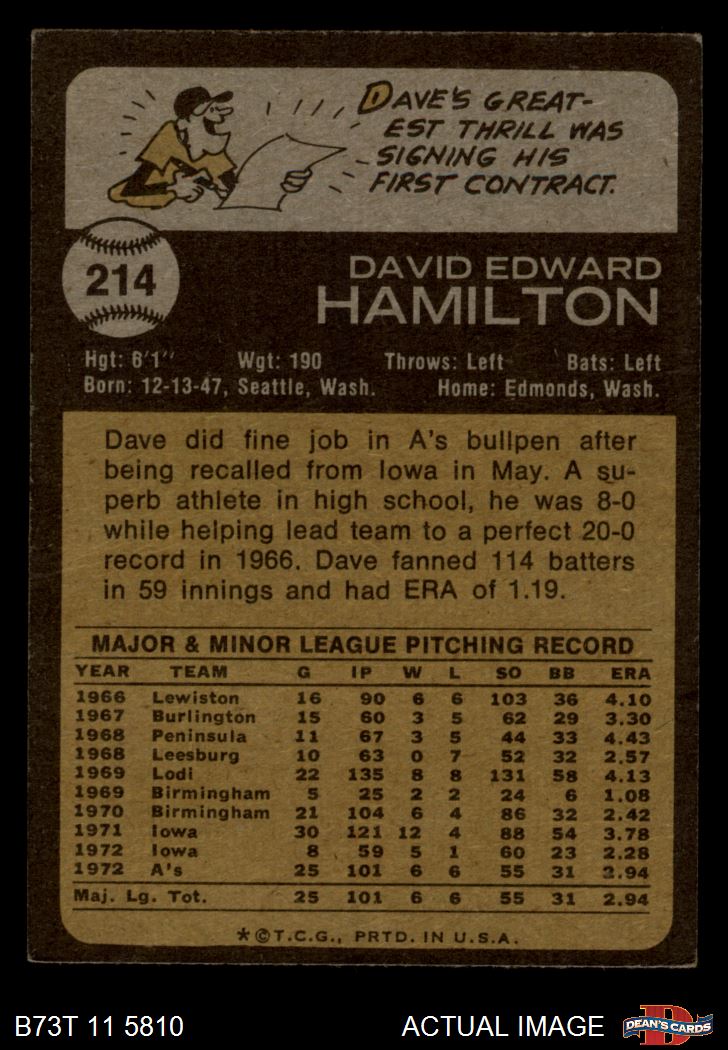 DAVE'S GREAT-
EST THRILL WAS
SIGNING HIS
FIRST CONTRACT.
214
DAVID EDWARD
HAMILTON
Hgt: 6'1" Wgt: 190 Throws: Left Bats: Left
Born: 12-13-47, Seattle, Wash. Home: Edmonds, Wash.
Dave did fine job in A's bullpen after
being recalled from Iowa in May. A su-
perb athlete in high school, he was 8-0
while helping lead team to a perfect 20-0
record in 1966. Dave fanned 114 batters
in 59 innings and had ERA of 1.19.
MAJOR & MINOR LEAGUE PITCHING RECORD
YEAR TEAM G IP W L SO BB ERA
1966 Lewiston 16 90 6 6 103 36 4.10
1967 Burlington 15 60 3 5 62 29 3.30
1968 Peninsula 11 67 3 5 44 33 4.43
1968 Leesburg 10 63 0 7 52 32 2.57
1969 Lodi 22 135 8 8 131 58 4.13
1969 Birmingham 5 25 2 2 24 6 1.08
1970 Birmingham 21 104 6 4 86 32 2.42
1971 Iowa 30 121 12 4 88 54 3.78
1972 Iowa 8 59 5 1 60 23 2.28
1972 A's 25 101 6 6 55 31 2.94
Maj. Lg. Tot. 25 101 6 6 55 31 2.94
*©T.C.G., PRTD. IN U.S.A.
B73T 11 5810 ACTUAL IMAGE D DEAN'S CARDS